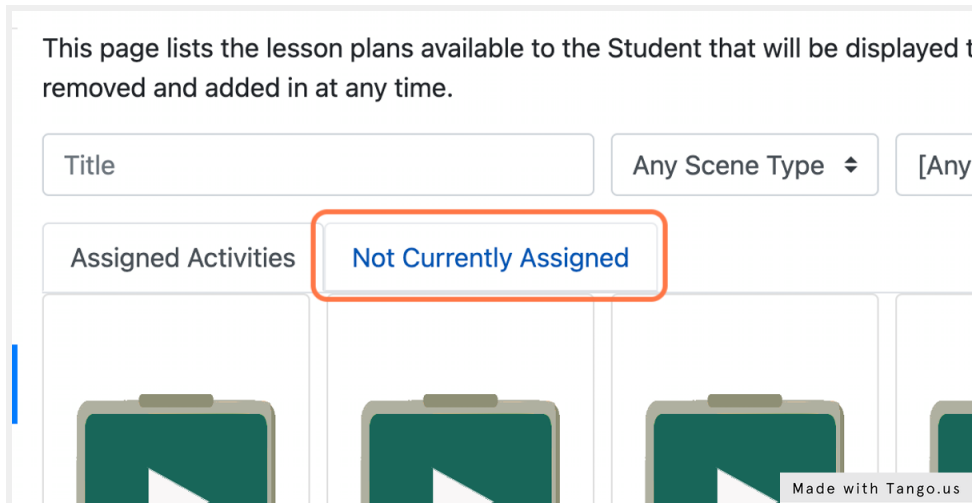 This page lists the lesson plans available to the Student that will be displayed
removed and added in at any time.
Title
Any Scene Type
[Any
Assigned Activities
Not Currently Assigned
Made with Tango.us